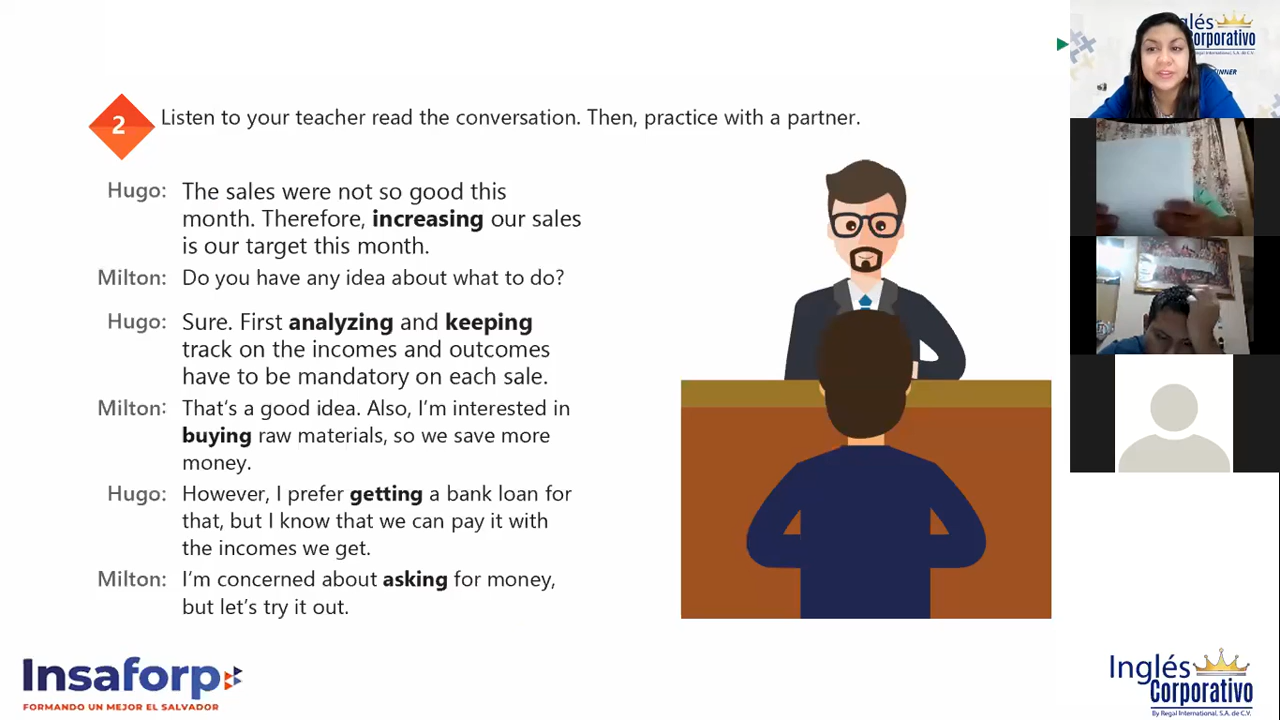 2
Listen to your teacher read the conversation. Then, practice with a partner.
Hugo: The sales were not so good this
month. Therefore, increasing our sales
is our target this month.
Milton: Do you have any idea about what to do?
Hugo: Sure. First analyzing and keeping
track on the incomes and outcomes
have to be mandatory on each sale.
Milton: That's a good idea. Also, I'm interested in
buying raw materials, so we save more
money.
Hugo: However, I prefer getting a bank loan for
that, but I know that we can pay it with
the incomes we get.
Milton: I'm concerned about asking for money,
but let's try it out.
Insaforp
FORMANDO UN MEJOR EL SALVADOR
Inglés
Corporativo
By Regal International, S.A. de C.V.